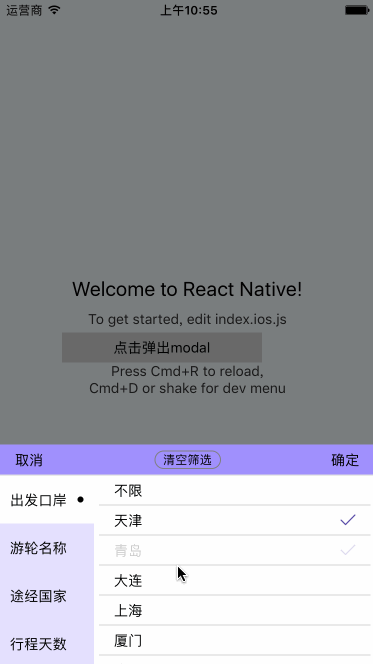 运营商 上午10:55
Welcome to React Native!
To get started, edit index.ios.js
点击弹出modal
Press Cmd+R to reload,
Cmd+D or shake for dev menu
取消 清空筛选 确定
出发口岸
游轮名称
途经国家
行程天数
不限
天津
青岛
大连
上海
厦门